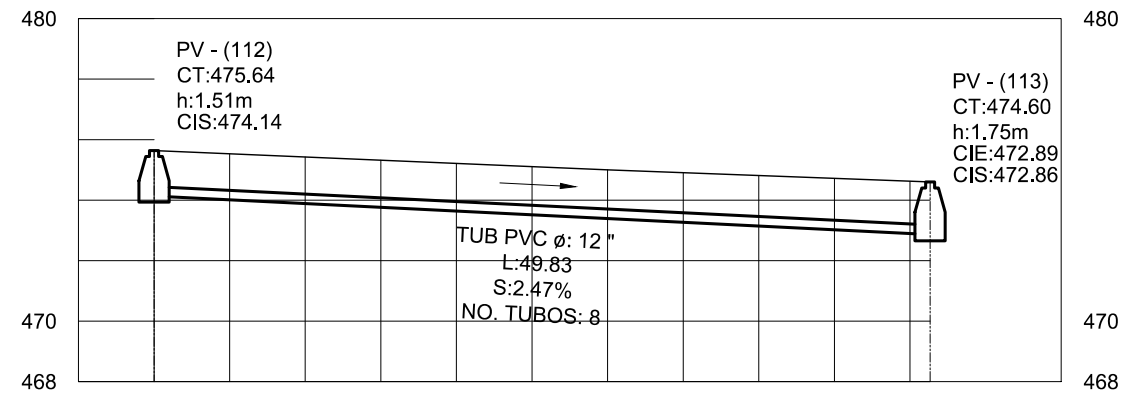 480
480
PV - (112)
CT:475.64
h:1.51m
CIS:474.14
PV - (113)
CT:474.60
h:1.75m
CIE:472.89
CIS:472.86
TUB PVC ø: 12 "
L:49.83
S:2.47%
NO. TUBOS: 8
470
470
468
468